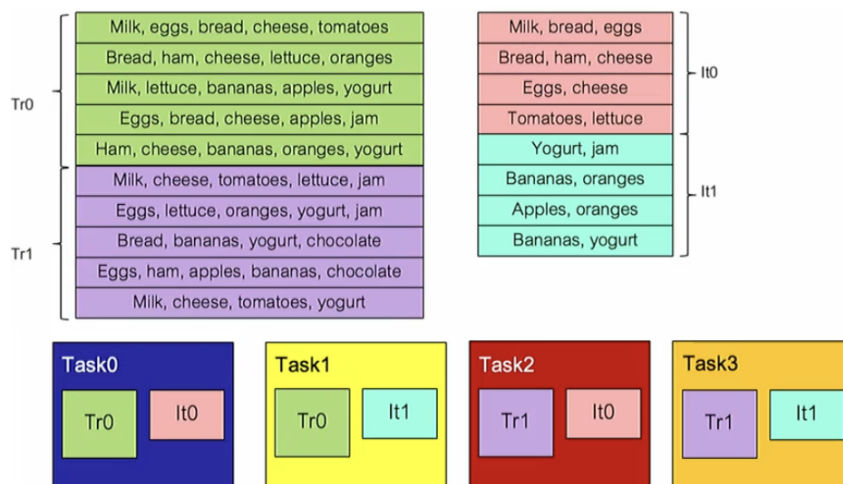 Milk, eggs, bread, cheese, tomatoes
Bread, ham, cheese, lettuce, oranges
Milk, lettuce, bananas, apples, yogurt
Eggs, bread, cheese, apples, jam
Ham, cheese, bananas, oranges, yogurt
Tr0
Milk, cheese, tomatoes, lettuce, jam
Eggs, lettuce, oranges, yogurt, jam
Bread, bananas, yogurt, chocolate
Eggs, ham, apples, bananas, chocolate
Milk, cheese, tomatoes, yogurt
Tr1
Milk, bread, eggs
Bread, ham, cheese
Eggs, cheese
Tomatoes, lettuce
It0
Yogurt, jam
Bananas, oranges
Apples, oranges
Bananas, yogurt
It1
Task0
Tr0
It0
Task1
Tr0
It1
Task2
Tr1
It0
Task3
Tr1
It1